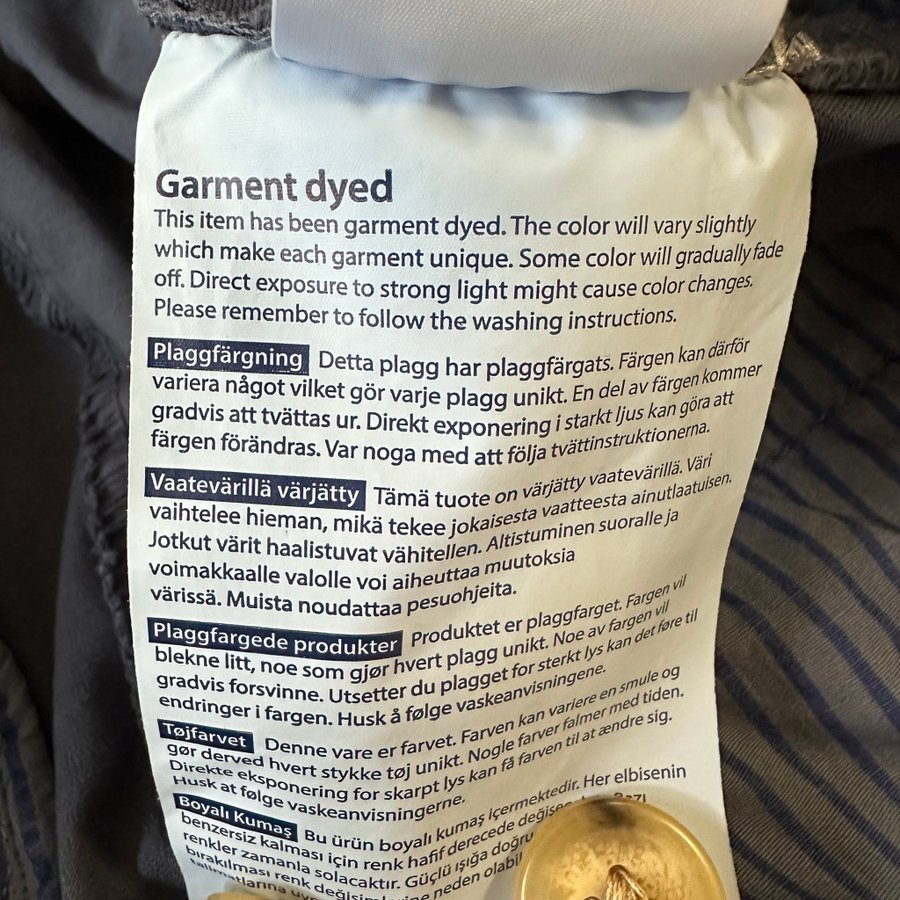 Garment dyed
This item has been garment dyed. The color will vary slightly
which make each garment unique. Some color will gradually fade
off. Direct exposure to strong light might cause color changes.
Please remember to follow the washing instructions.
Plaggfärgning Detta plagg har plaggfärgats. Färgen kan därför
variera något vilket gör varje plagg unikt. En del av färgen kommer
gradvis att tvättas ur. Direkt exponering i starkt ljus kan göra att
färgen förändras. Var noga med att följa tvättinstruktionerna.
Vaatevärillä värjätty Tämä tuote on värjätty vaatevärillä. Väri
vaihtelee hieman, mikä tekee jokaisesta vaatteesta ainutlaatuisen.
Jotkut värit haalistuvat vähitellen. Altistuminen suoralle ja
voimakkaalle valolle voi aiheuttaa muutoksia
värissä. Muista noudattaa pesuohjeita.
Plaggfargede produkter Produktet er plaggfarget. Fargen vil
blekne litt, noe som gjør hvert plagg unikt. Noe av fargen vil
gradvis forsvinne. Utsetter du plagget for sterkt lys kan det føre til
endringer i fargen. Husk å følge vaskeanvisningene.
Tøjfarvet Denne vare er farvet. Farven kan variere en smule og
gør derved hvert stykke tøj unikt. Nogle farver falmer med tiden.
Direkte eksponering for skarpt lys kan få farven til at ændre sig.
Husk at følge vaskeanvisningerne.
Boyalı Kumaş Bu ürün boyalı kumaş içermektedir. Her elbisenin
benzersiz kalması için renk hafif derecede
renkler zamanla solacaktır. Güçlü ışığa
bırakılması renk neden